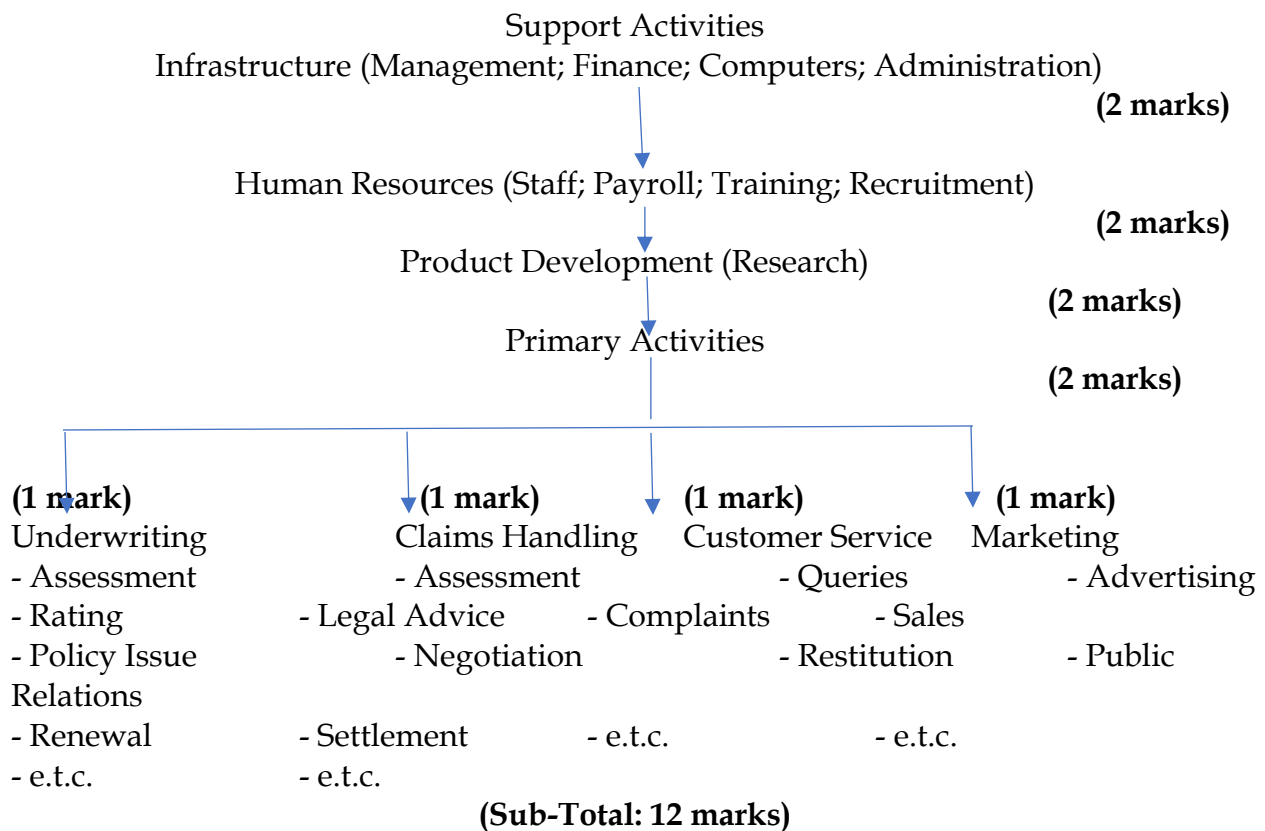 Support Activities
Infrastructure (Management; Finance; Computers; Administration)
(2 marks)
Human Resources (Staff; Payroll; Training; Recruitment)
(2 marks)
Product Development (Research)
(2 marks)
Primary Activities
(2 marks)
(1 mark) (1 mark) (1 mark) (1 mark)
Underwriting Claims Handling Customer Service Marketing
- Assessment - Assessment - Queries - Advertising
- Rating - Legal Advice - Complaints - Sales
- Policy Issue - Negotiation - Restitution - Public
Relations
- Renewal - Settlement - e.t.c. - e.t.c.
- e.t.c. - e.t.c.
(Sub-Total: 12 marks)